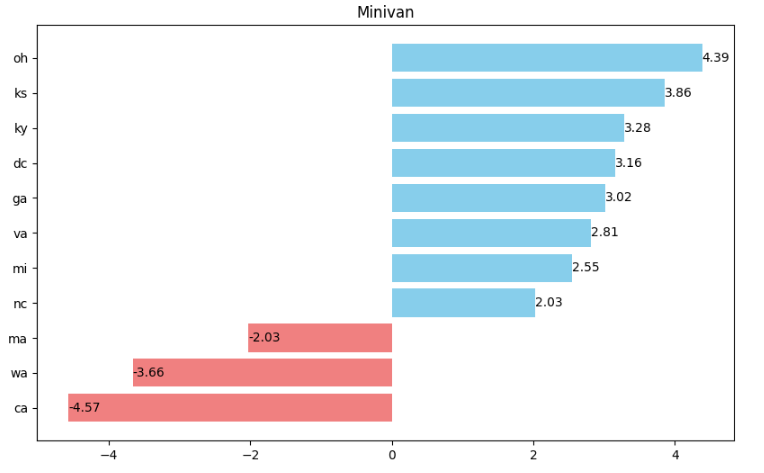 Minivan
oh 4.39
ks 3.86
ky 3.28
dc 3.16
ga 3.02
va 2.81
mi 2.55
nc 2.03
ma -2.03
wa -3.66
ca -4.57
−4 −2 0 2 4